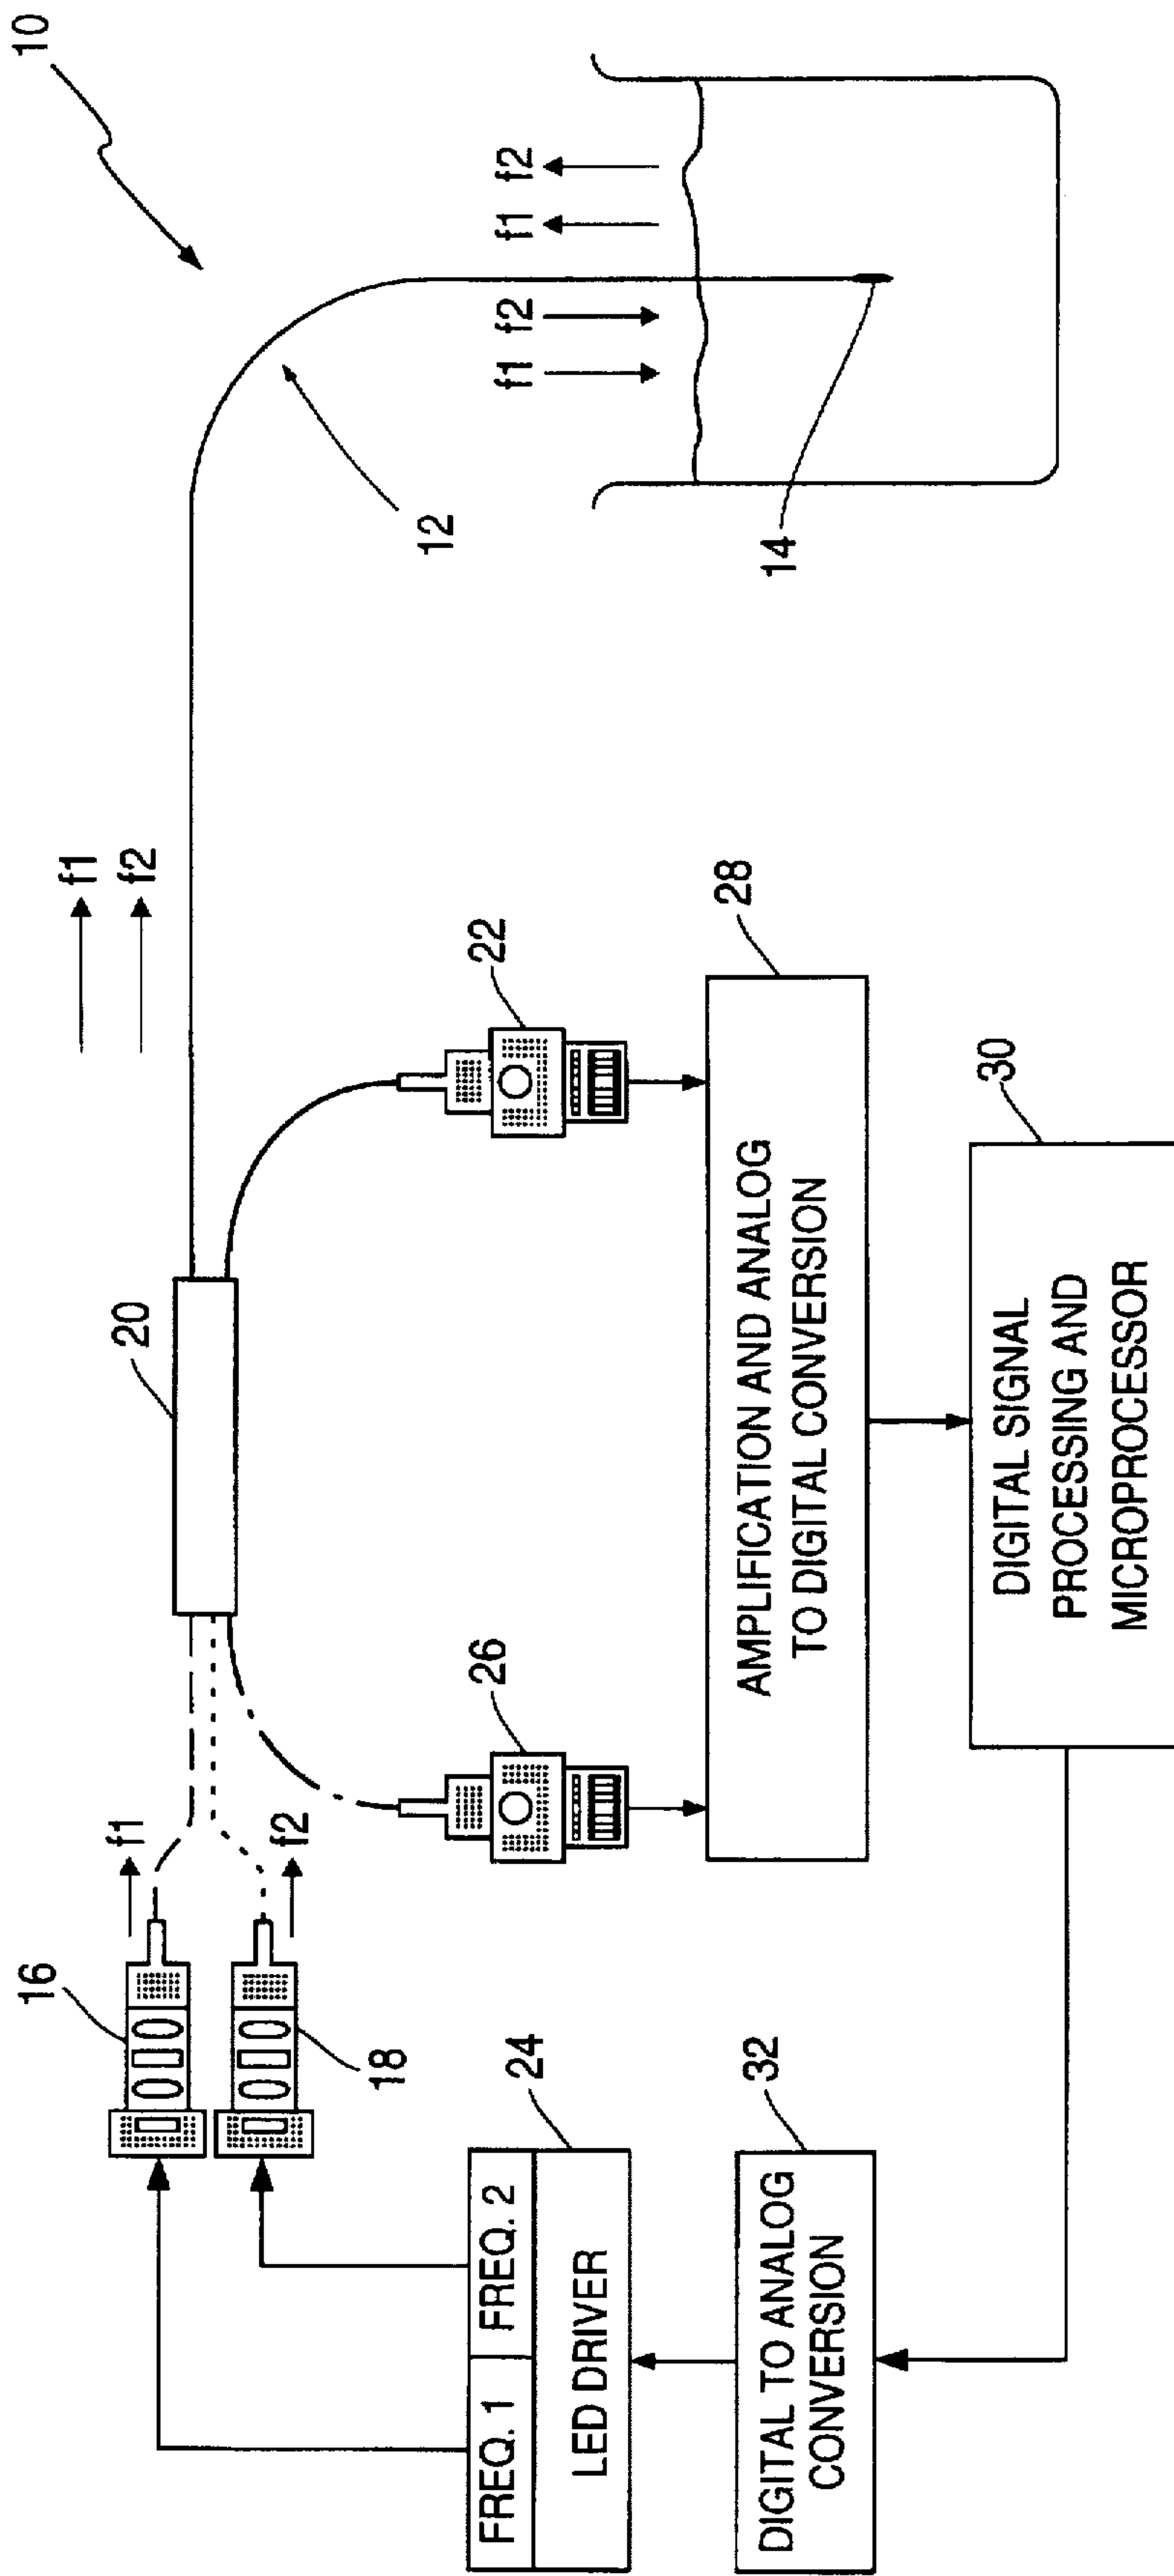 10
f1
f2
20
16
f1
f2
18
12
f1
f2
f1
f2
14
22
26
24
FREQ. 1
FREQ. 2
LED DRIVER
28
AMPLIFICATION AND ANALOG
TO DIGITAL CONVERSION
32
DIGITAL TO ANALOG
CONVERSION
30
DIGITAL SIGNAL
PROCESSING AND
MICROPROCESSOR